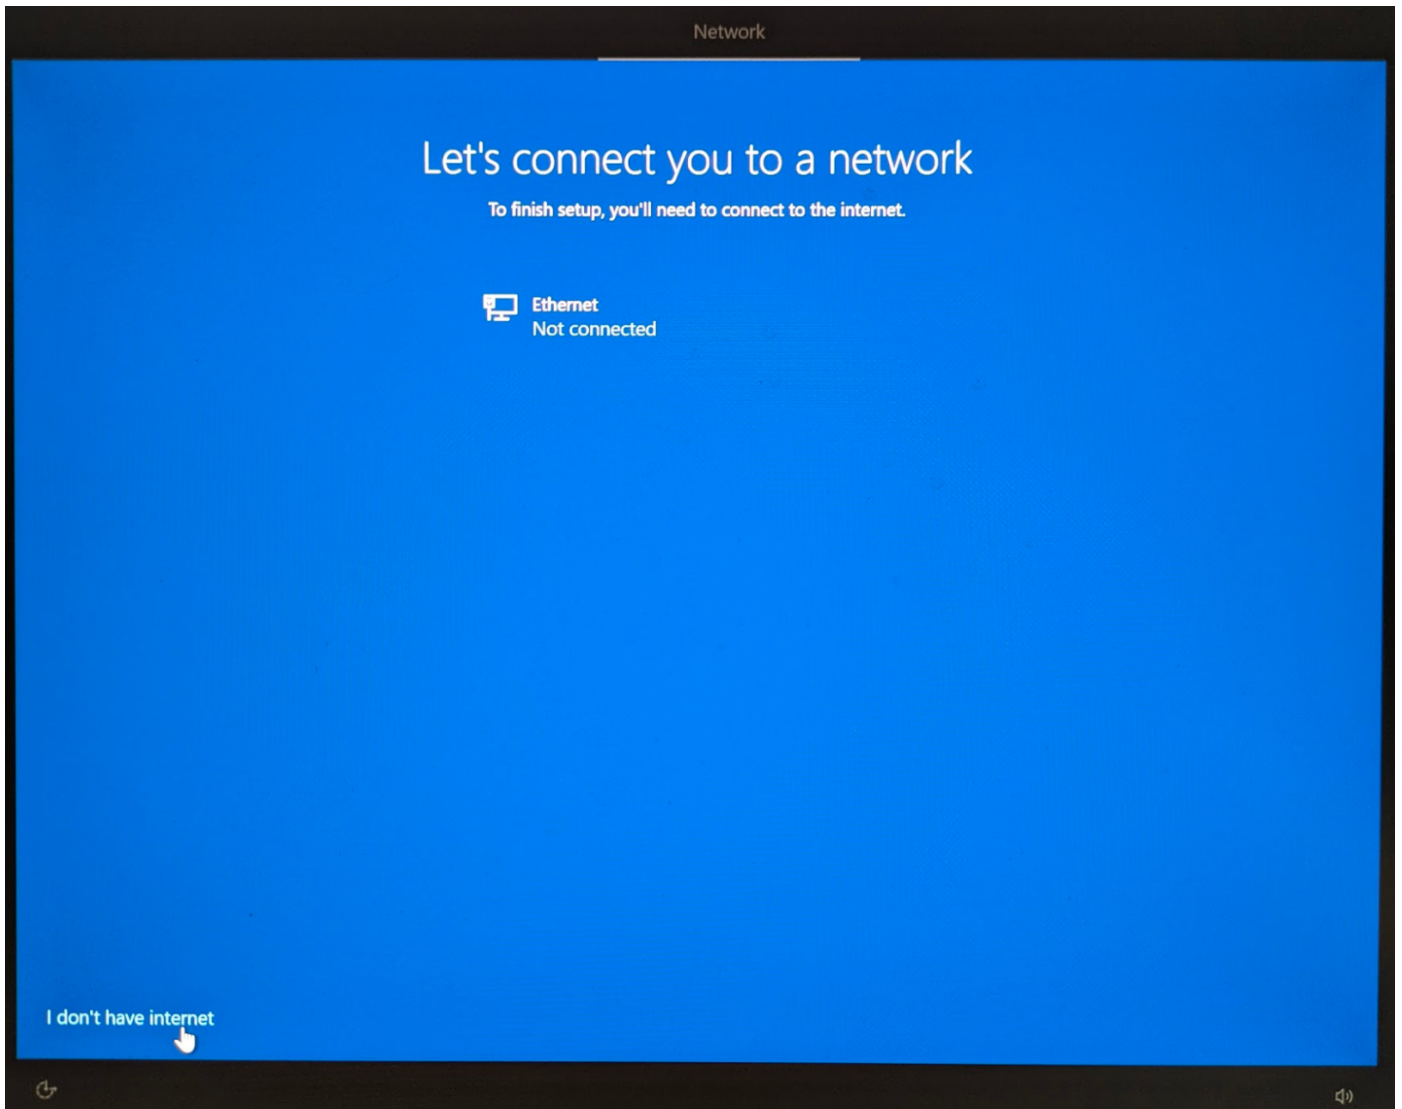 Network
Let's connect you to a network
To finish setup, you'll need to connect to the internet.
Ethernet
Not connected
I don't have internet